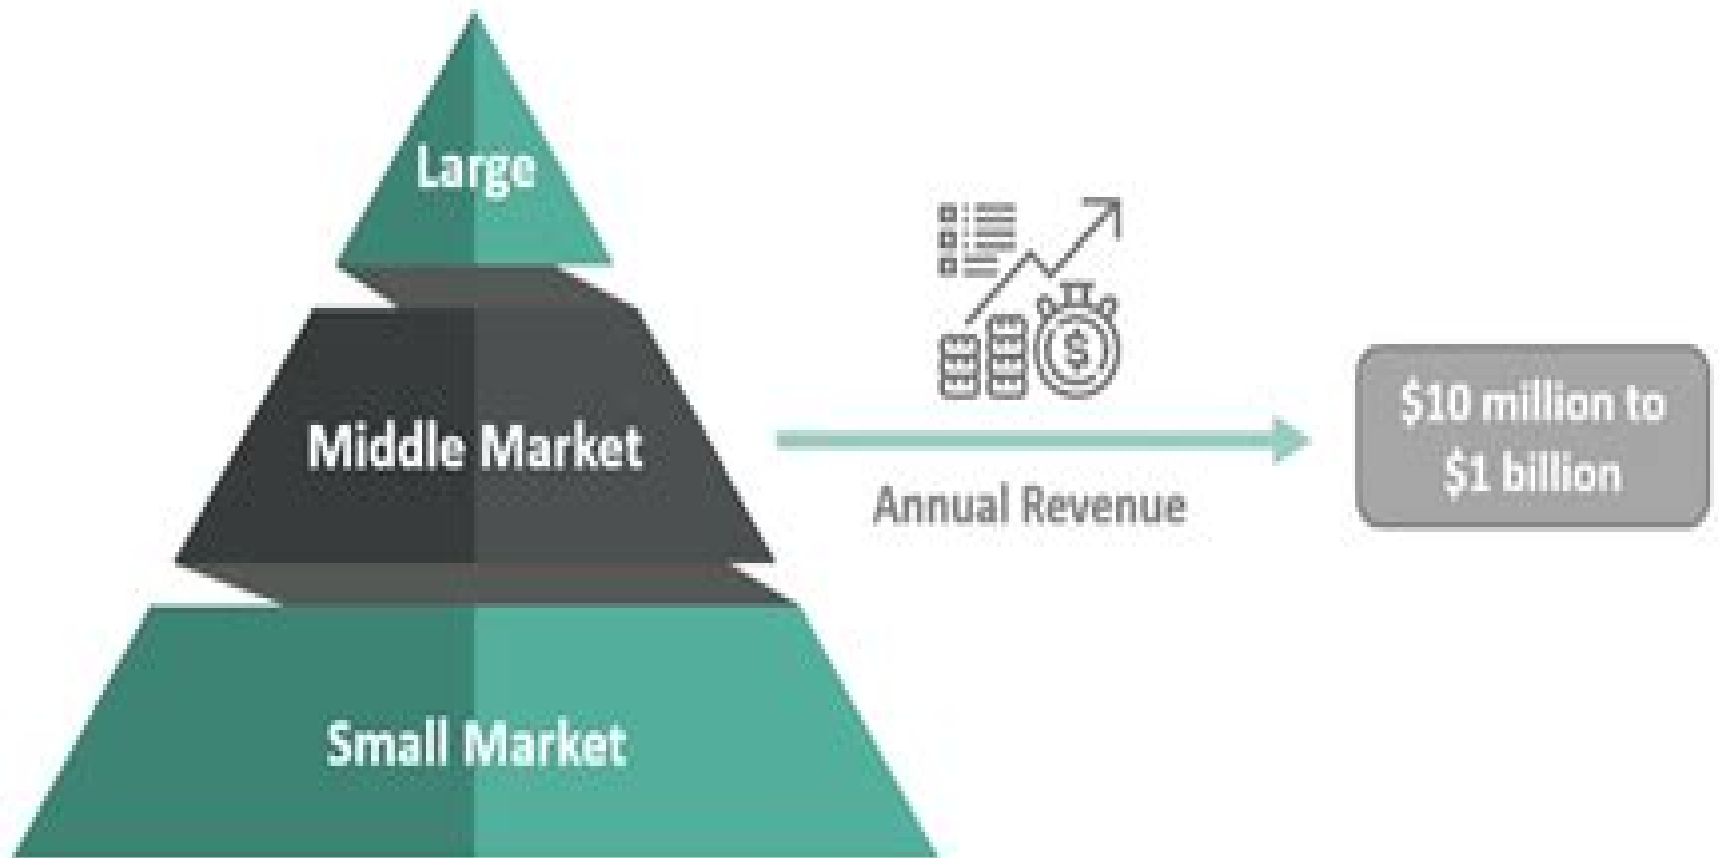 Large
Middle Market
Small Market
Annual Revenue
$10 million to
$1 billion